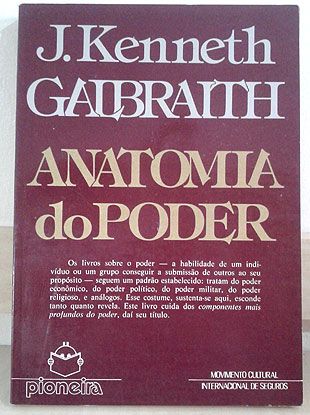 J. Kenneth
GALBRAITH
ANATOMIA
do PODER
Os livros sobre o poder — a habilidade de um indi-
víduo ou um grupo conseguir a submissão de outros ao seu
propósito — seguem um padrão estabelecido: tratam do poder
econômico, do poder político, do poder militar, do poder
religioso, e análogos. Esse costume, sustenta-se aqui, esconde
tanto quanto revela. Este livro cuida dos componentes mais
profundos do poder, daí seu título.
pioneira
MOVIMENTO CULTURAL
INTERNACIONAL DE SEGUROS